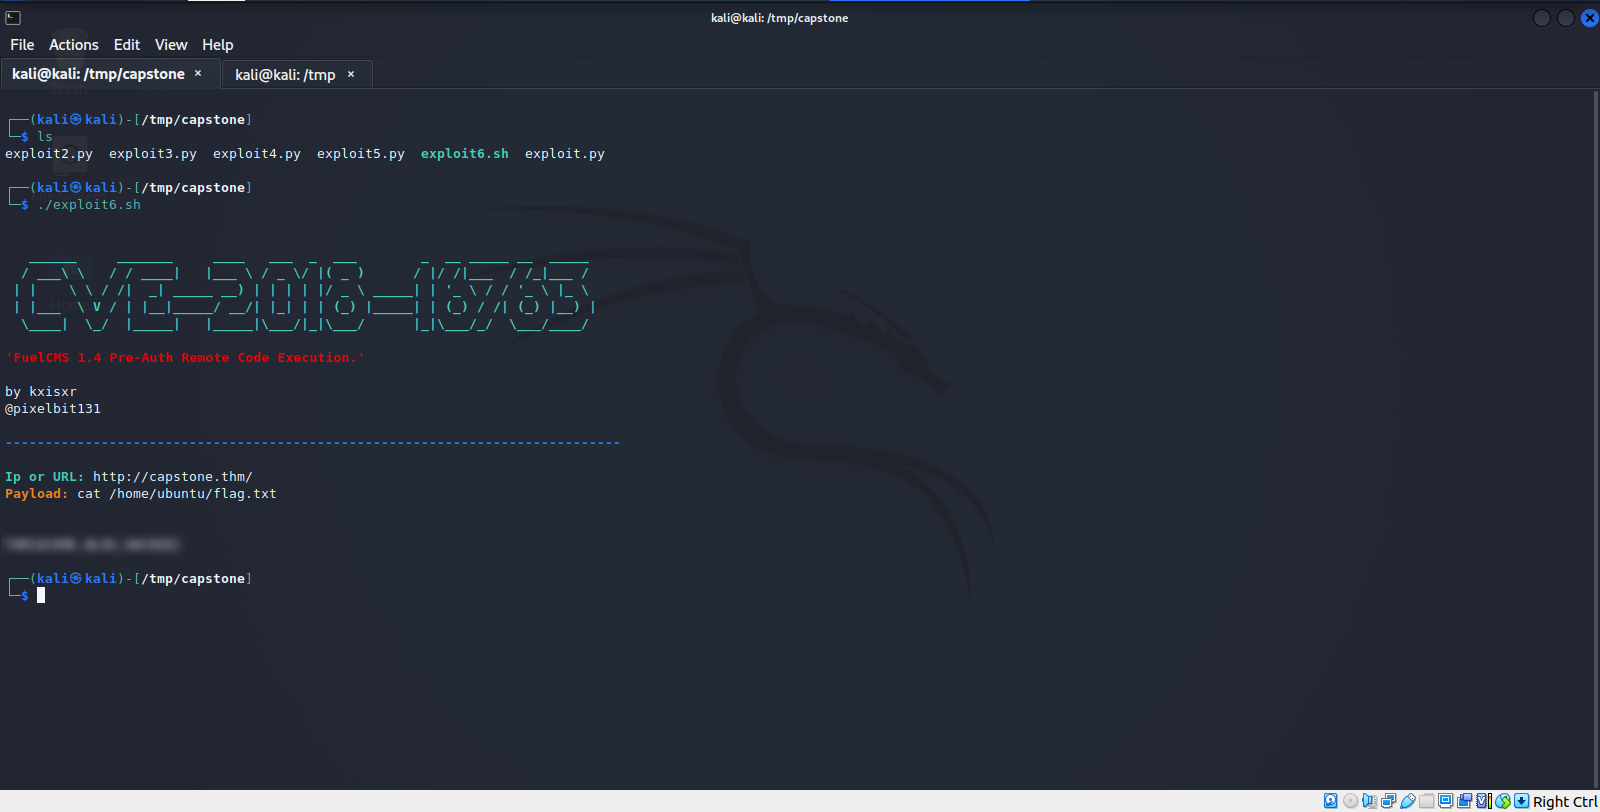 kali@kali: /tmp/capstone
File Actions Edit View Help
kali@kali: /tmp/capstone × kali@kali: /tmp ×
┌──(kali㉿kali)-[/tmp/capstone]
└─$ ls
exploit2.py exploit3.py exploit4.py exploit5.py exploit6.sh exploit.py
┌──(kali㉿kali)-[/tmp/capstone]
└─$ ./exploit6.sh
CVE-2018-16763
'FuelCMS 1.4 Pre-Auth Remote Code Execution.'
by kxisxr
@pixelbit131
-----------------------------------------------------------------------------
Ip or URL: http://capstone.thm/
Payload: cat /home/ubuntu/flag.txt
┌──(kali㉿kali)-[/tmp/capstone]
└─$
Right Ctrl